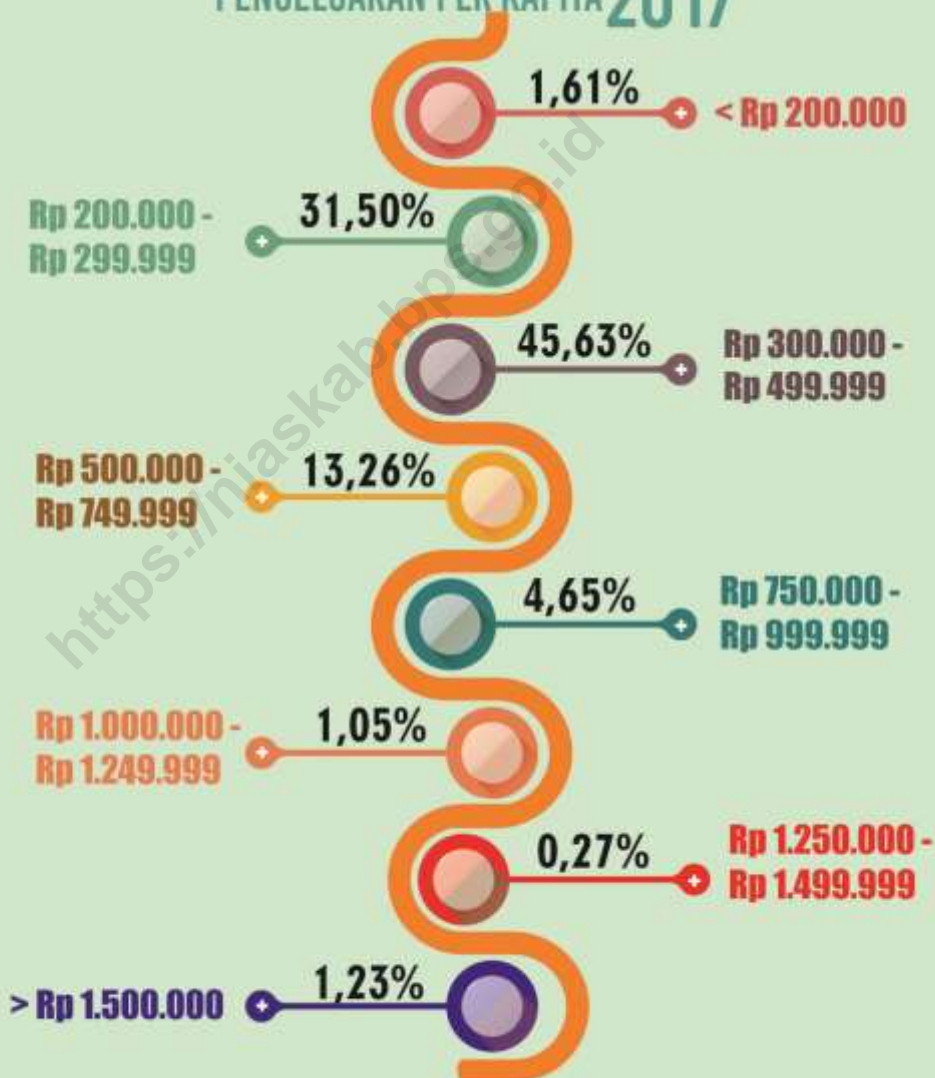 PENGELUARAN PER KAPITA 2017
1,61%
< Rp 200.000
Rp 200.000 -
Rp 299.999
31,50%
45,63%
Rp 300.000 -
Rp 499.999
Rp 500.000 -
Rp 749.999
13,26%
4,65%
Rp 750.000 -
Rp 999.999
Rp 1.000.000 -
Rp 1.249.999
1,05%
0,27%
Rp 1.250.000 -
Rp 1.499.999
> Rp 1.500.000
1,23%
https://niaskab.bps.go.id